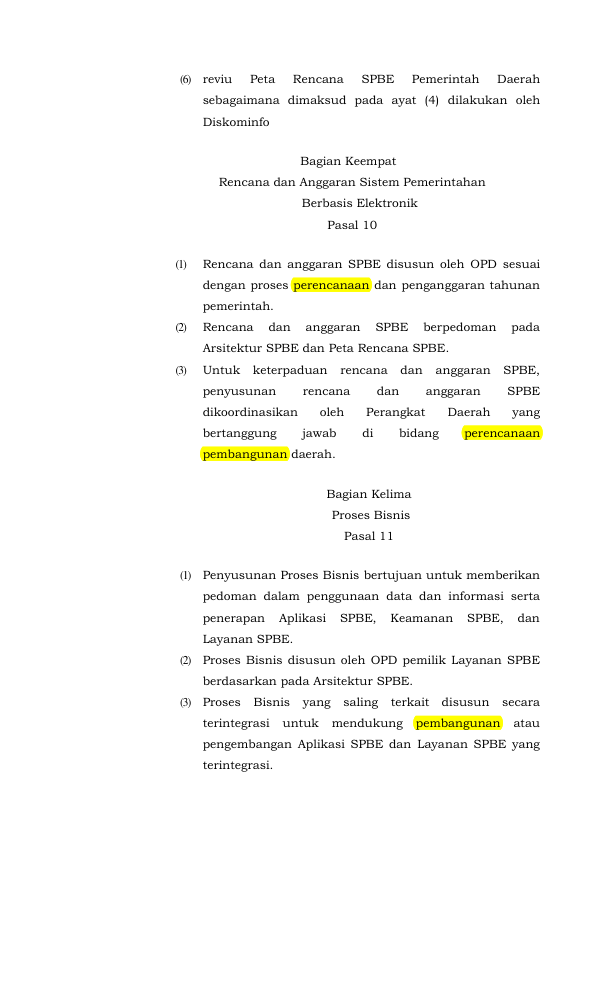 (6) reviu Peta Rencana SPBE Pemerintah Daerah
sebagaimana dimaksud pada ayat (4) dilakukan oleh
Diskominfo
Bagian Keempat
Rencana dan Anggaran Sistem Pemerintahan
Berbasis Elektronik
Pasal 10
(1) Rencana dan anggaran SPBE disusun oleh OPD sesuai
dengan proses perencanaan dan penganggaran tahunan
pemerintah.
(2) Rencana dan anggaran SPBE berpedoman pada
Arsitektur SPBE dan Peta Rencana SPBE.
(3) Untuk keterpaduan rencana dan anggaran SPBE,
penyusunan rencana dan anggaran SPBE
dikoordinasikan oleh Perangkat Daerah yang
bertanggung jawab di bidang perencanaan
pembangunan daerah.
Bagian Kelima
Proses Bisnis
Pasal 11
(1) Penyusunan Proses Bisnis bertujuan untuk memberikan
pedoman dalam penggunaan data dan informasi serta
penerapan Aplikasi SPBE, Keamanan SPBE, dan
Layanan SPBE.
(2) Proses Bisnis disusun oleh OPD pemilik Layanan SPBE
berdasarkan pada Arsitektur SPBE.
(3) Proses Bisnis yang saling terkait disusun secara
terintegrasi untuk mendukung pembangunan atau
pengembangan Aplikasi SPBE dan Layanan SPBE yang
terintegrasi.